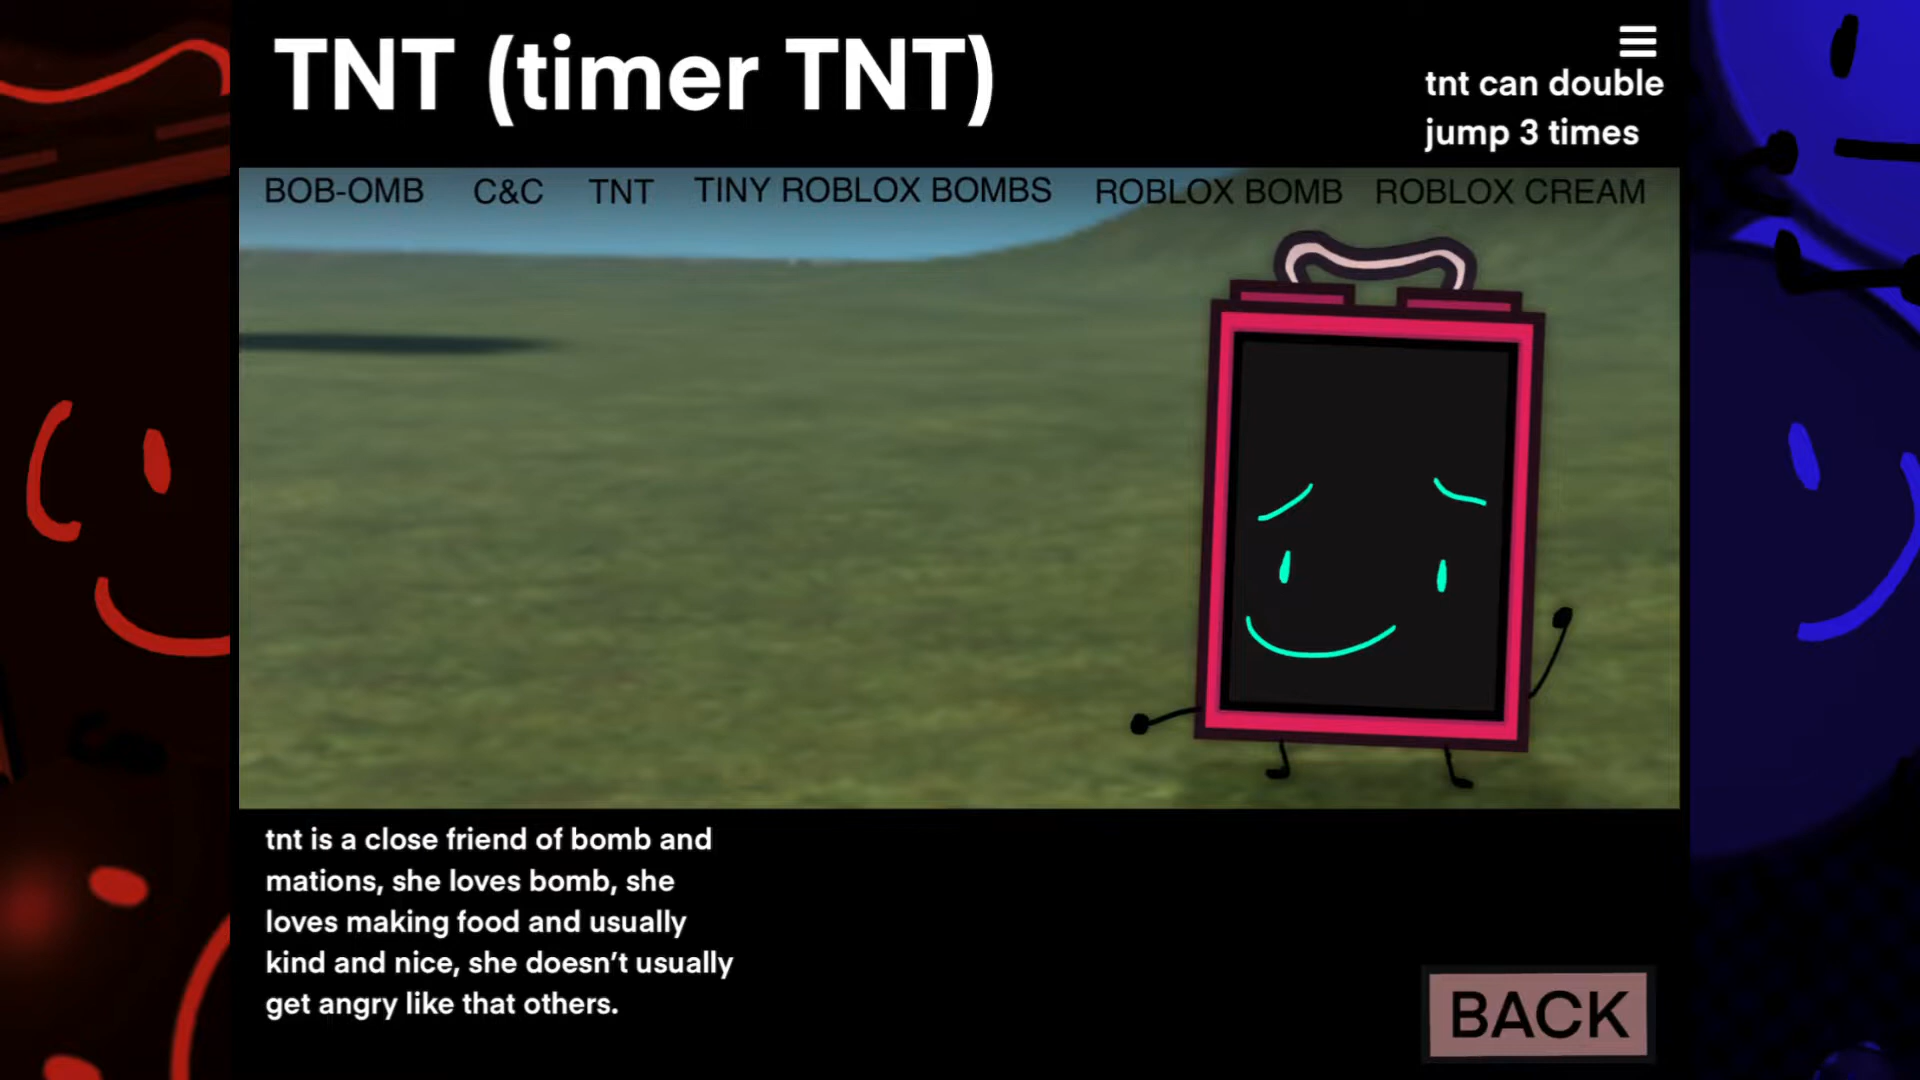 TNT (timer TNT)
tnt can double
jump 3 times
BOB-OMB C&C TNT TINY ROBLOX BOMBS ROBLOX BOMB ROBLOX CREAM
tnt is a close friend of bomb and
mations, she loves bomb, she
loves making food and usually
kind and nice, she doesn't usually
get angry like that others.
BACK